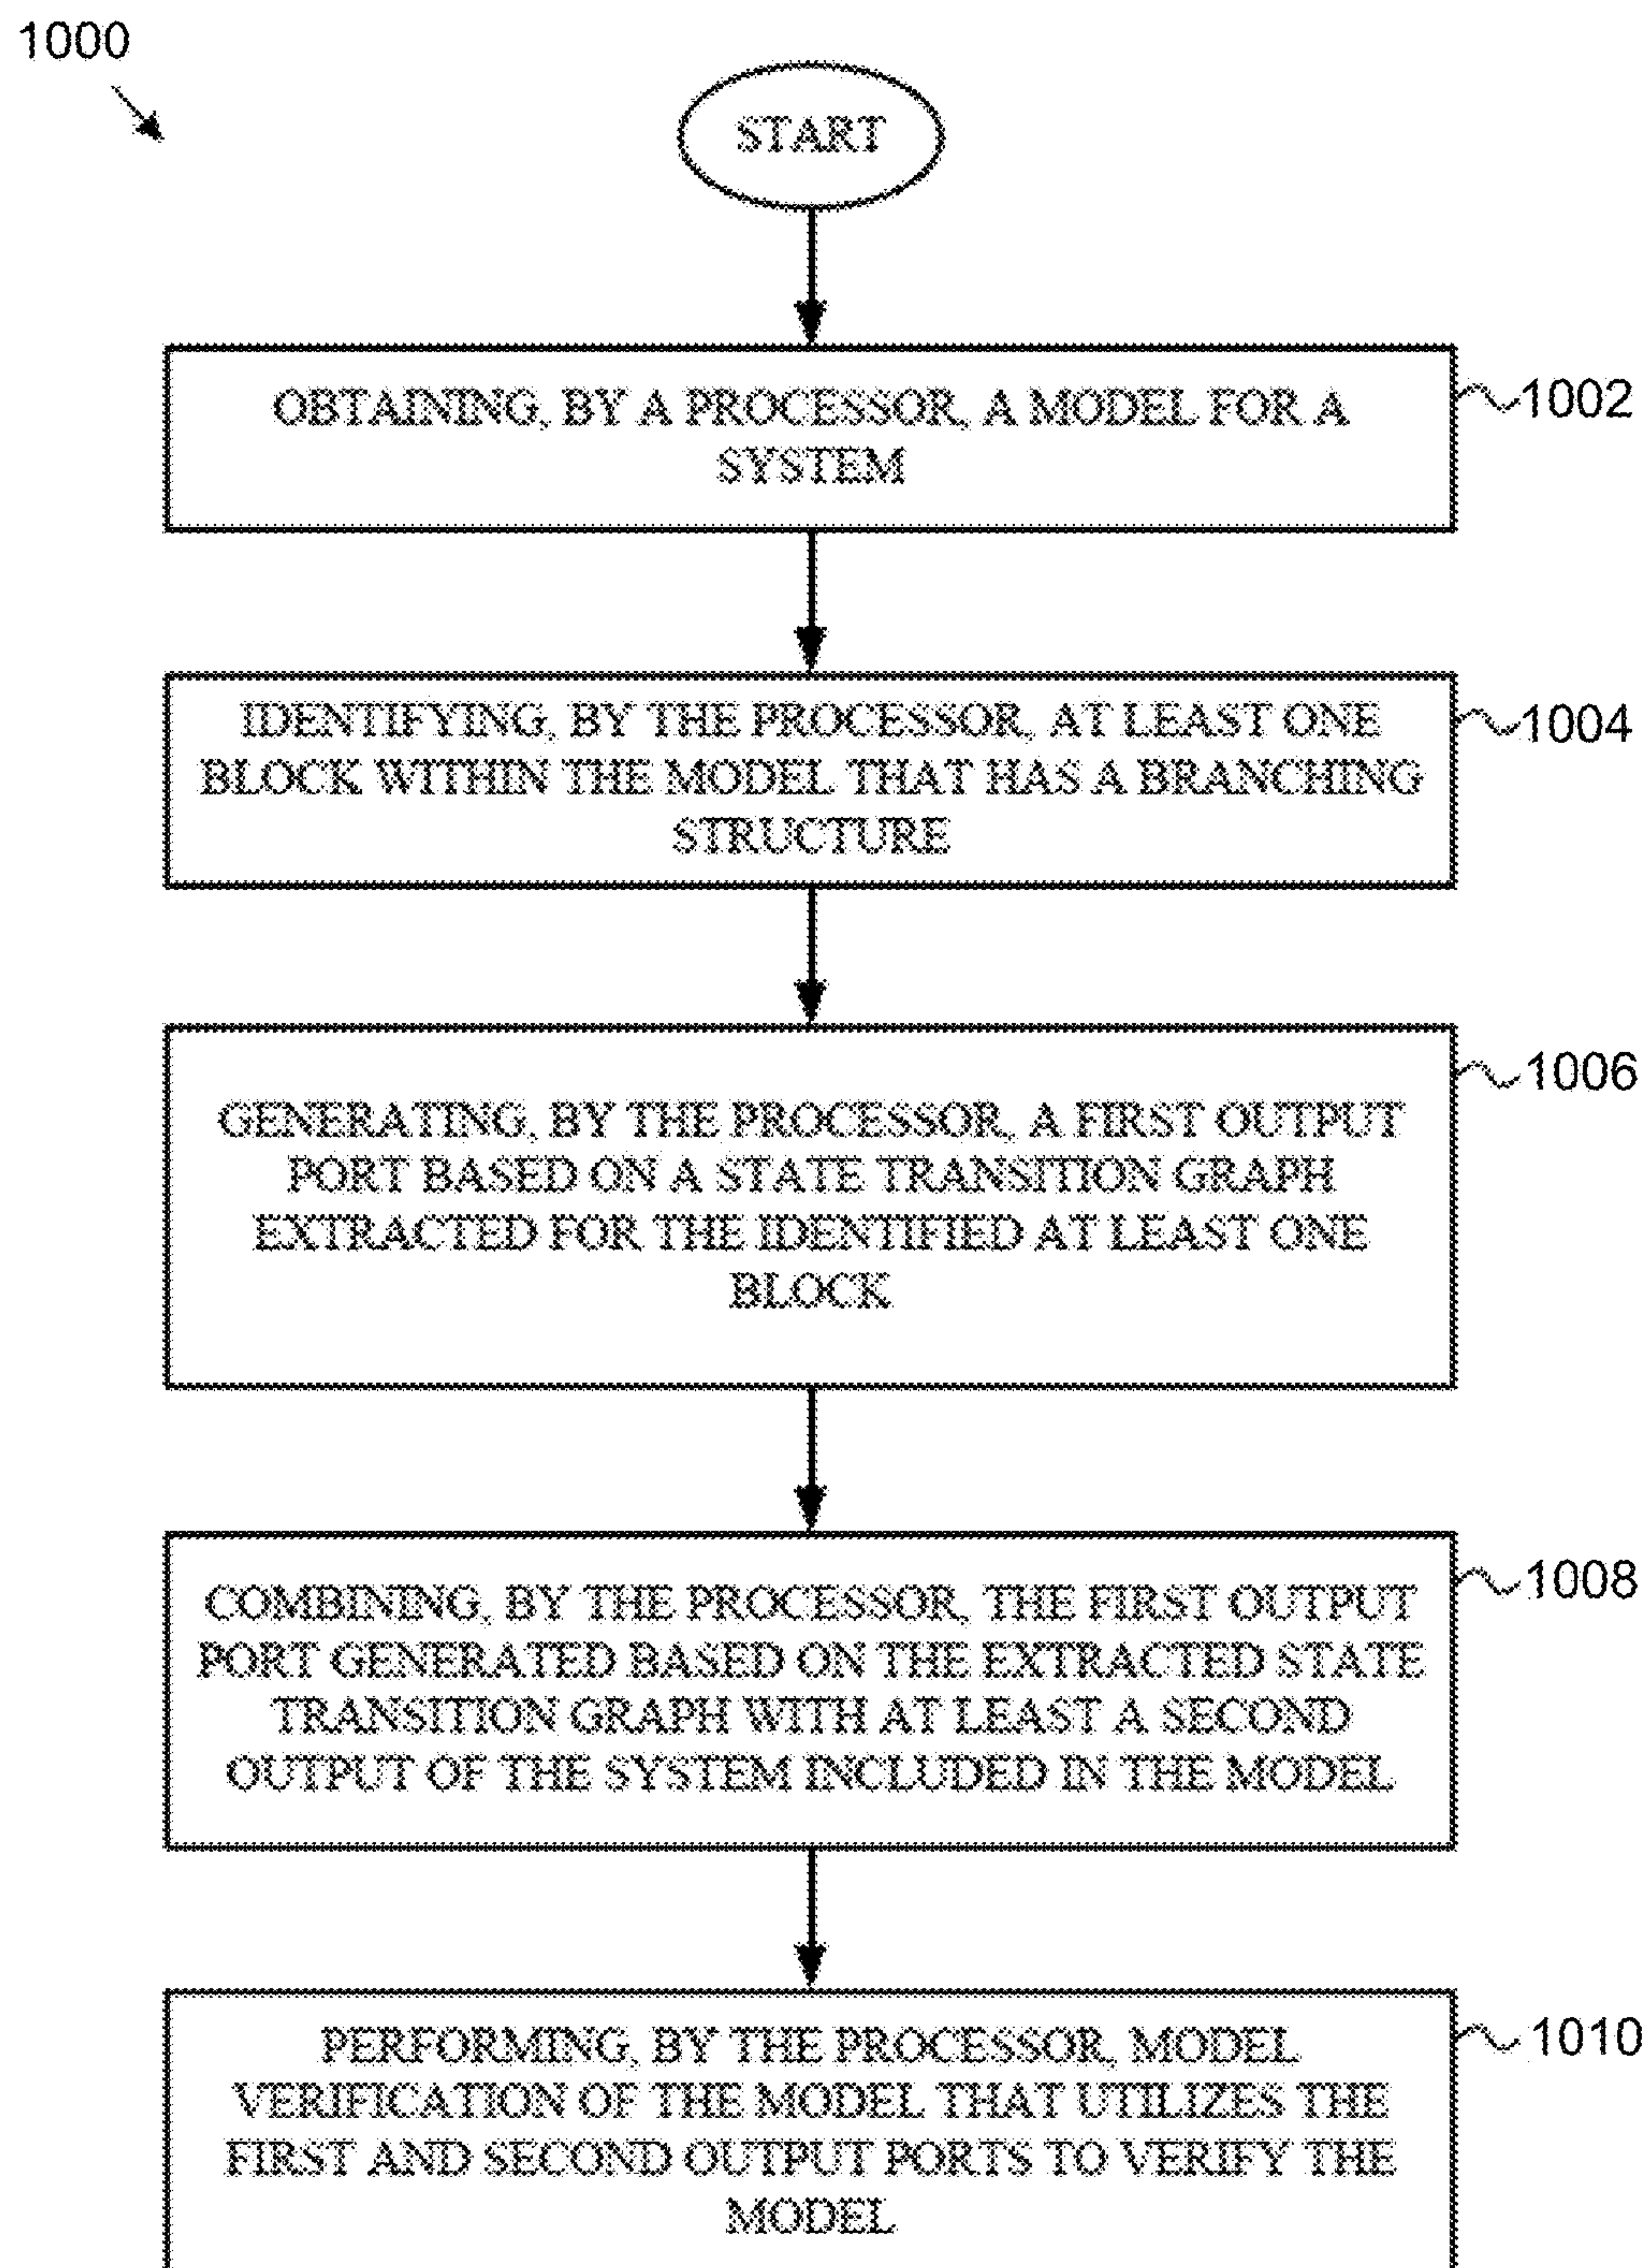 1000
START
OBTAINING, BY A PROCESSOR, A MODEL FOR A
SYSTEM
1002
IDENTIFYING, BY THE PROCESSOR, AT LEAST ONE
BLOCK WITHIN THE MODEL THAT HAS A BRANCHING
STRUCTURE
1004
GENERATING, BY THE PROCESSOR, A FIRST OUTPUT
PORT BASED ON A STATE TRANSITION GRAPH
EXTRACTED FOR THE IDENTIFIED AT LEAST ONE
BLOCK
1006
COMBINING, BY THE PROCESSOR, THE FIRST OUTPUT
PORT GENERATED BASED ON THE EXTRACTED STATE
TRANSITION GRAPH WITH AT LEAST A SECOND
OUTPUT OF THE SYSTEM INCLUDED IN THE MODEL
1008
PERFORMING, BY THE PROCESSOR, MODEL
VERIFICATION OF THE MODEL THAT UTILIZES THE
FIRST AND SECOND OUTPUT PORTS TO VERIFY THE
MODEL
1010